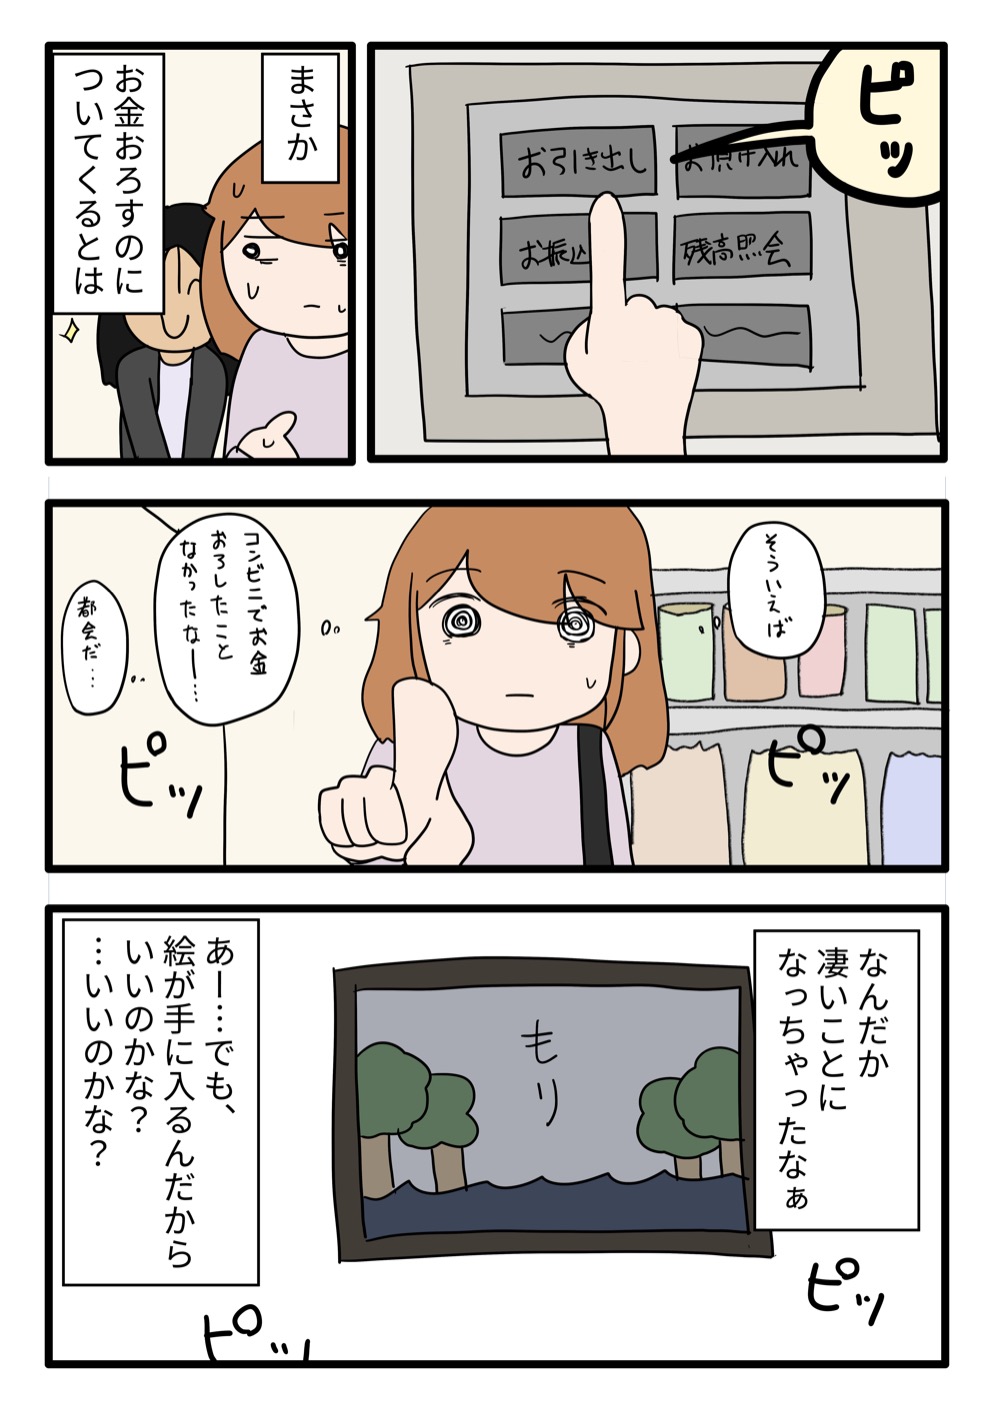 ピッ
お引き出し
お預け入れ
お振込
残高照会
まさか
お金おろすのに
ついてくるとは
そういえば
コンビニでお金
おろしたこと
なかったなー…
都会だ…
ピッ
ピッ
なんだか
凄いことに
なっちゃったなぁ
もり
あー…でも、
絵が手に入るんだから
いいのかな?
…いいのかな?
ピッ
ピッ